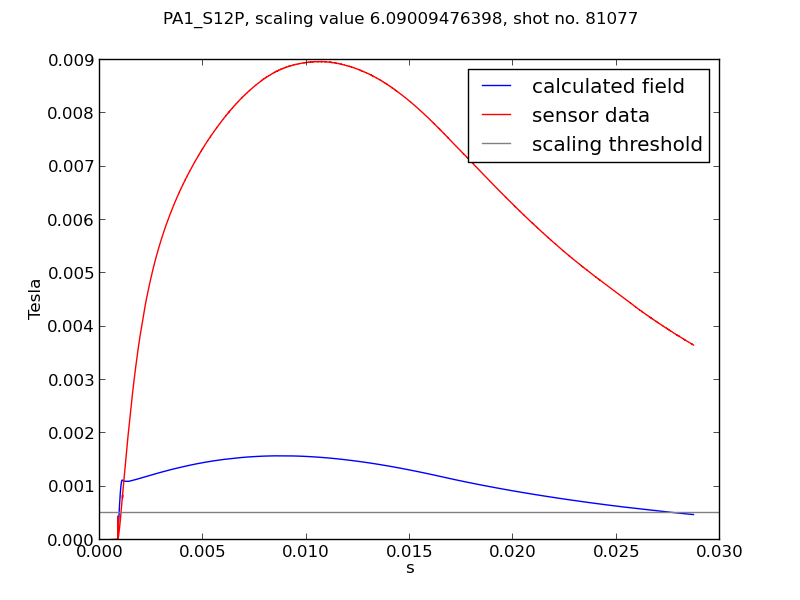 PA1_S12P, scaling value 6.09009476398, shot no. 81077
0.009
0.008
0.007
0.006
0.005
0.004
0.003
0.002
0.001
0.000
Tesla
calculated field
sensor data
scaling threshold
0.000 0.005 0.010 0.015 0.020 0.025 0.030
s